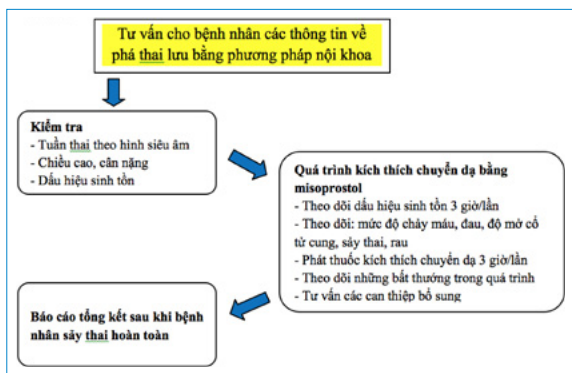 Tư vấn cho bệnh nhân các thông tin về
phá thai lưu bằng phương pháp nội khoa
Kiểm tra
- Tuần thai theo hình siêu âm
- Chiều cao, cân nặng
- Dấu hiệu sinh tồn
Quá trình kích thích chuyển dạ bằng
misoprostol
- Theo dõi dấu hiệu sinh tồn 3 giờ/lần
- Theo dõi: mức độ chảy máu, đau, độ mở cổ
tử cung, sảy thai, rau
- Phát thuốc kích thích chuyển dạ 3 giờ/lần
- Theo dõi những bất thường trong quá trình
- Tư vấn các can thiệp bổ sung
Báo cáo tổng kết sau khi bệnh
nhân sảy thai hoàn toàn